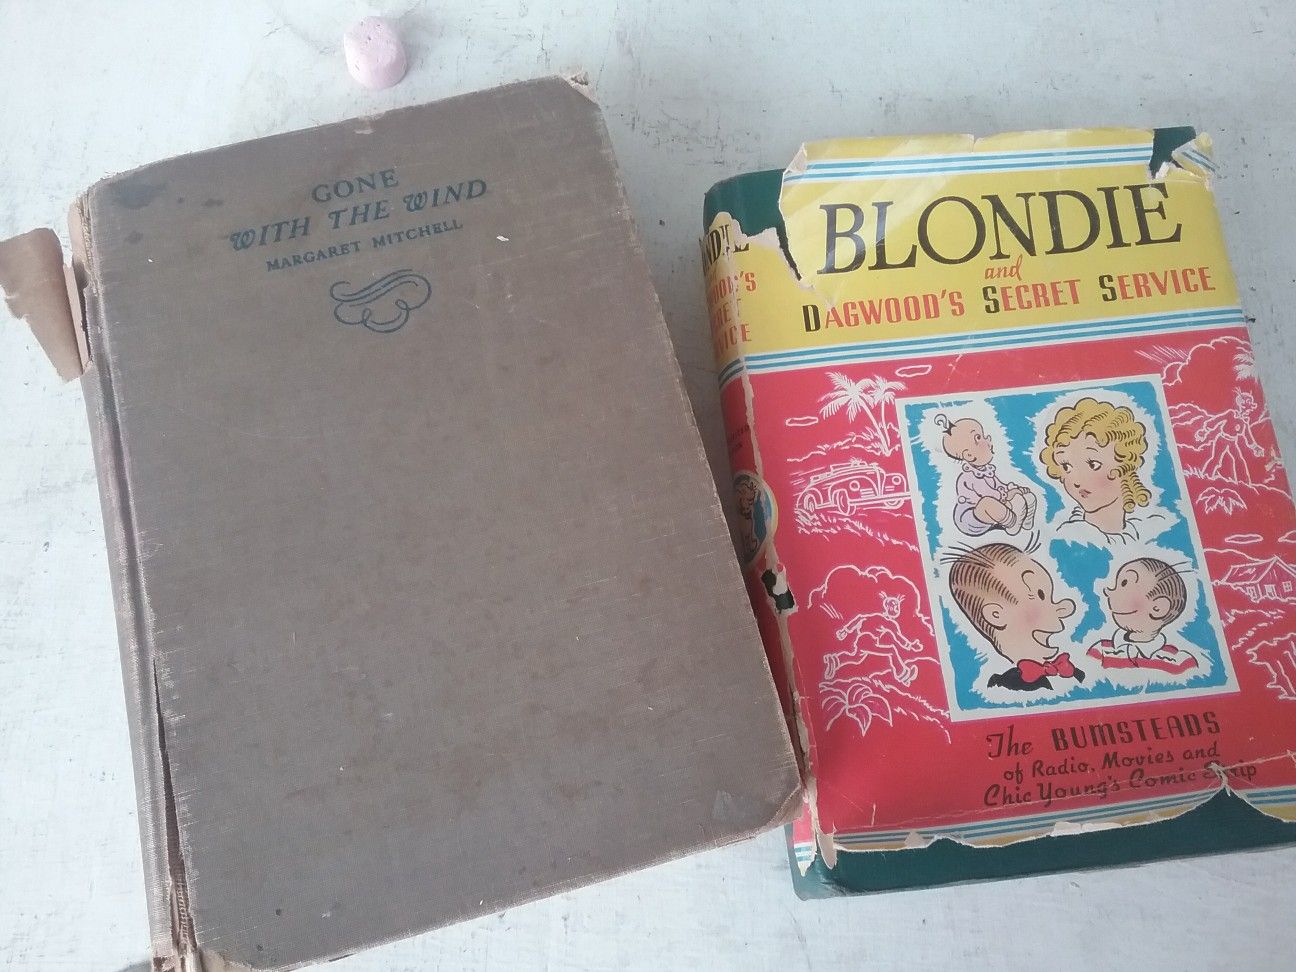 GONE
WITH THE WIND
MARGARET MITCHELL
BLONDIE
and
DAGWOOD'S SECRET SERVICE
The BUMSTEADS
of Radio, Movies and
Chic Young's Comic Strip